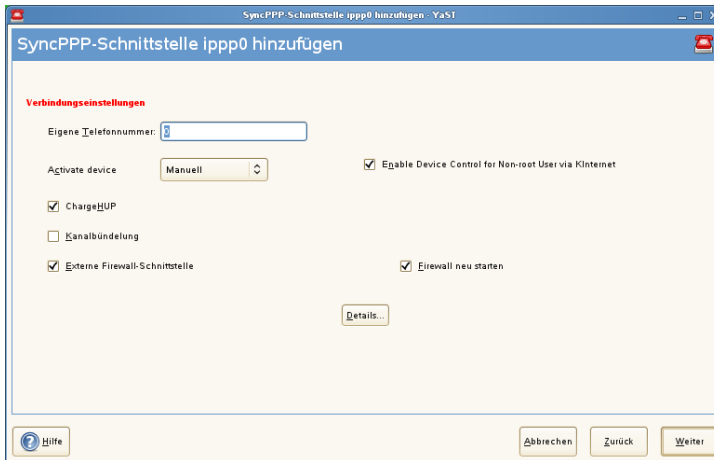 SyncPPP-Schnittstelle ippp0 hinzufügen - YaST
SyncPPP-Schnittstelle ippp0 hinzufügen
Verbindungseinstellungen
Eigene Telefonnummer: 0
Activate device Manuell Enable Device Control for Non-root User via KInternet
ChargeHUP
Kanalbündelung
Externe Firewall-Schnittstelle Firewall neu starten
Details...
Hilfe Abbrechen Zurück Weiter